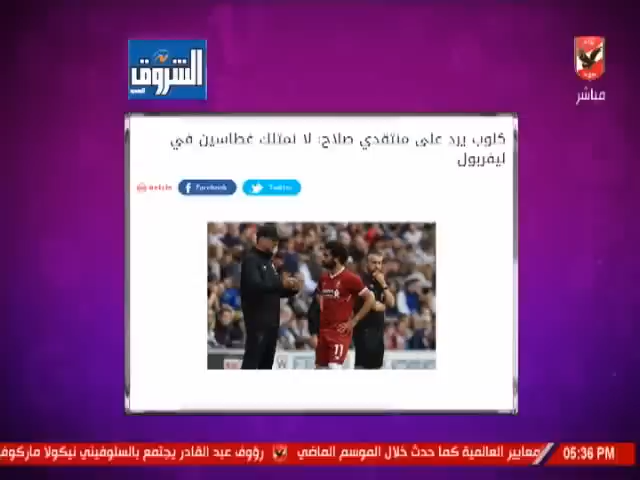 الشروق
مباشر
كلوب يرد على منتقدي صلاح: لا نمتلك غطاسين في
ليفربول
Facebook
Twitter
11
معايير العالمية كما حدث خلال الموسم الماضي
رؤوف عبد القادر يجتمع بالسلوفيني نيكولا ماركوف
05:36 PM